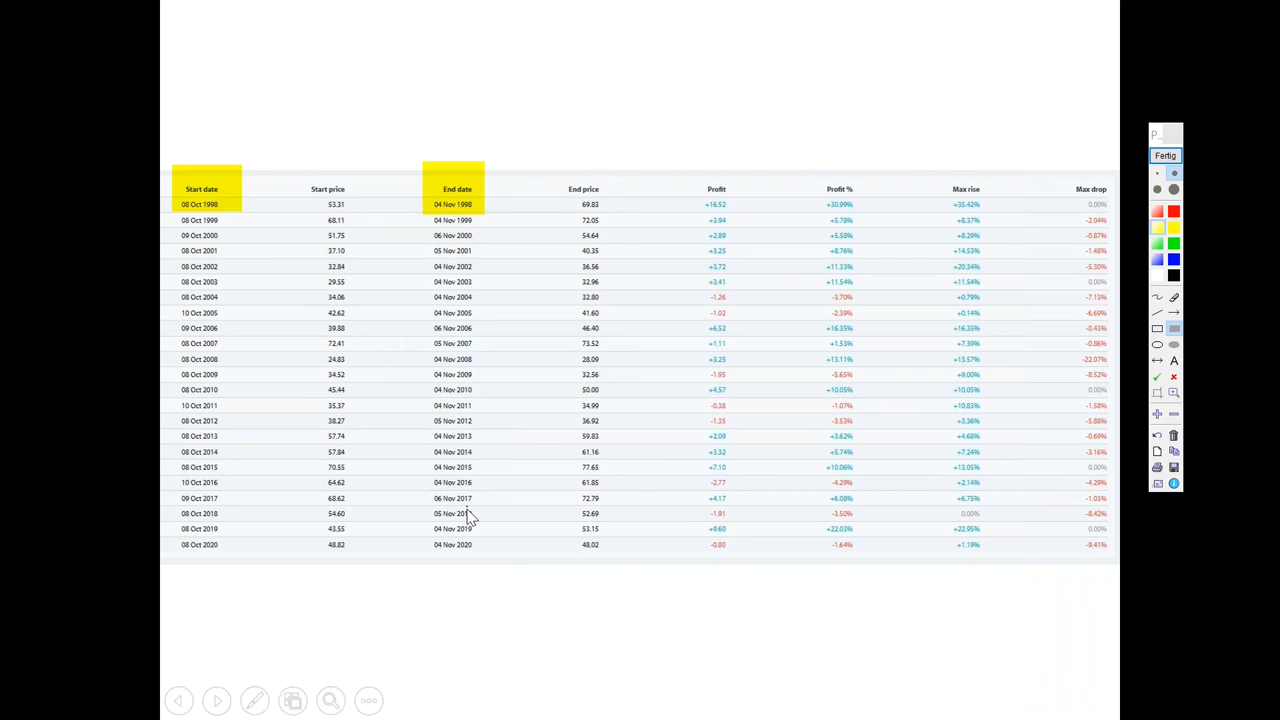 P...
Fertig
Start date Start price End date End price Profit Profit % Max rise Max drop
08 Oct 1998 53.31 04 Nov 1998 69.83 +16.52 +30.99% +35.42% 0.00%
08 Oct 1999 68.11 04 Nov 1999 72.05 +3.94 +5.78% +8.37% -2.04%
09 Oct 2000 51.75 06 Nov 2000 54.64 +2.89 +5.58% +8.29% -0.87%
08 Oct 2001 37.10 05 Nov 2001 40.35 +3.25 +8.76% +14.53% -1.48%
08 Oct 2002 32.84 04 Nov 2002 36.56 +3.72 +11.33% +20.34% -5.30%
08 Oct 2003 29.55 04 Nov 2003 32.96 +3.41 +11.54% +11.54% 0.00%
08 Oct 2004 34.06 04 Nov 2004 32.80 -1.26 -3.70% +0.79% -7.13%
10 Oct 2005 42.62 04 Nov 2005 41.60 -1.02 -2.39% +0.14% -6.69%
09 Oct 2006 39.88 06 Nov 2006 46.40 +6.52 +16.35% +16.35% -0.43%
08 Oct 2007 72.41 05 Nov 2007 73.52 +1.11 +1.53% +7.39% -0.86%
08 Oct 2008 24.83 04 Nov 2008 28.09 +3.25 +13.11% +13.57% -22.07%
08 Oct 2009 34.52 04 Nov 2009 32.56 -1.95 -5.65% +9.00% -8.52%
08 Oct 2010 45.44 04 Nov 2010 50.00 +4.57 +10.05% +10.05% 0.00%
10 Oct 2011 35.37 04 Nov 2011 34.99 -0.38 -1.07% +10.83% -1.58%
08 Oct 2012 38.27 05 Nov 2012 36.92 -1.35 -3.53% +3.36% -5.88%
08 Oct 2013 57.74 04 Nov 2013 59.83 +2.09 +3.62% +4.68% -0.69%
08 Oct 2014 57.84 04 Nov 2014 61.16 +3.32 +5.74% +7.24% -3.16%
08 Oct 2015 70.55 04 Nov 2015 77.65 +7.10 +10.06% +13.05% 0.00%
10 Oct 2016 64.62 04 Nov 2016 61.85 -2.77 -4.29% +2.14% -4.29%
09 Oct 2017 68.62 06 Nov 2017 72.79 +4.17 +6.08% +6.75% -1.03%
08 Oct 2018 54.60 05 Nov 52.69 -1.91 -3.50% 0.00% -8.42%
08 Oct 2019 43.55 04 Nov 2019 53.15 +9.60 +22.03% +22.95% 0.00%
08 Oct 2020 48.82 04 Nov 2020 48.02 -0.80 -1.64% +1.19% -9.41%